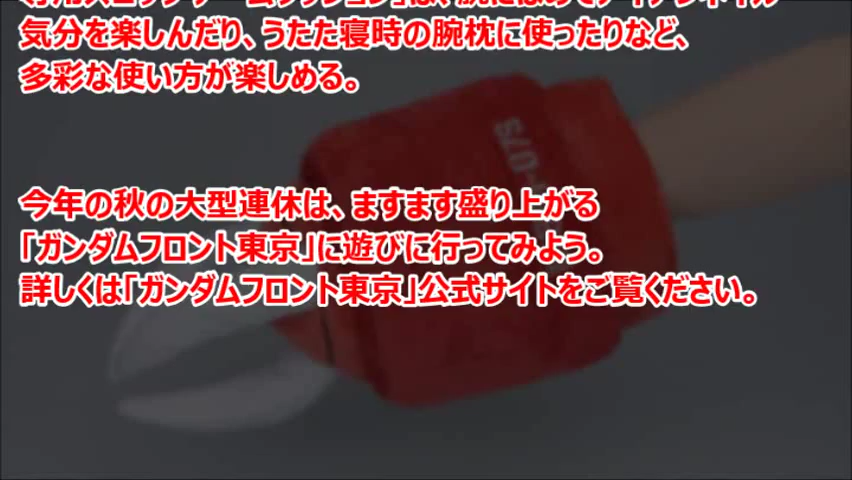 気分を楽しんだり、うたた寝時の腕枕に使ったりなど、
多彩な使い方が楽しめる。
今年の秋の大型連休は、ますます盛り上がる
「ガンダムフロント東京」に遊びに行ってみよう。
詳しくは「ガンダムフロント東京」公式サイトをご覧ください。